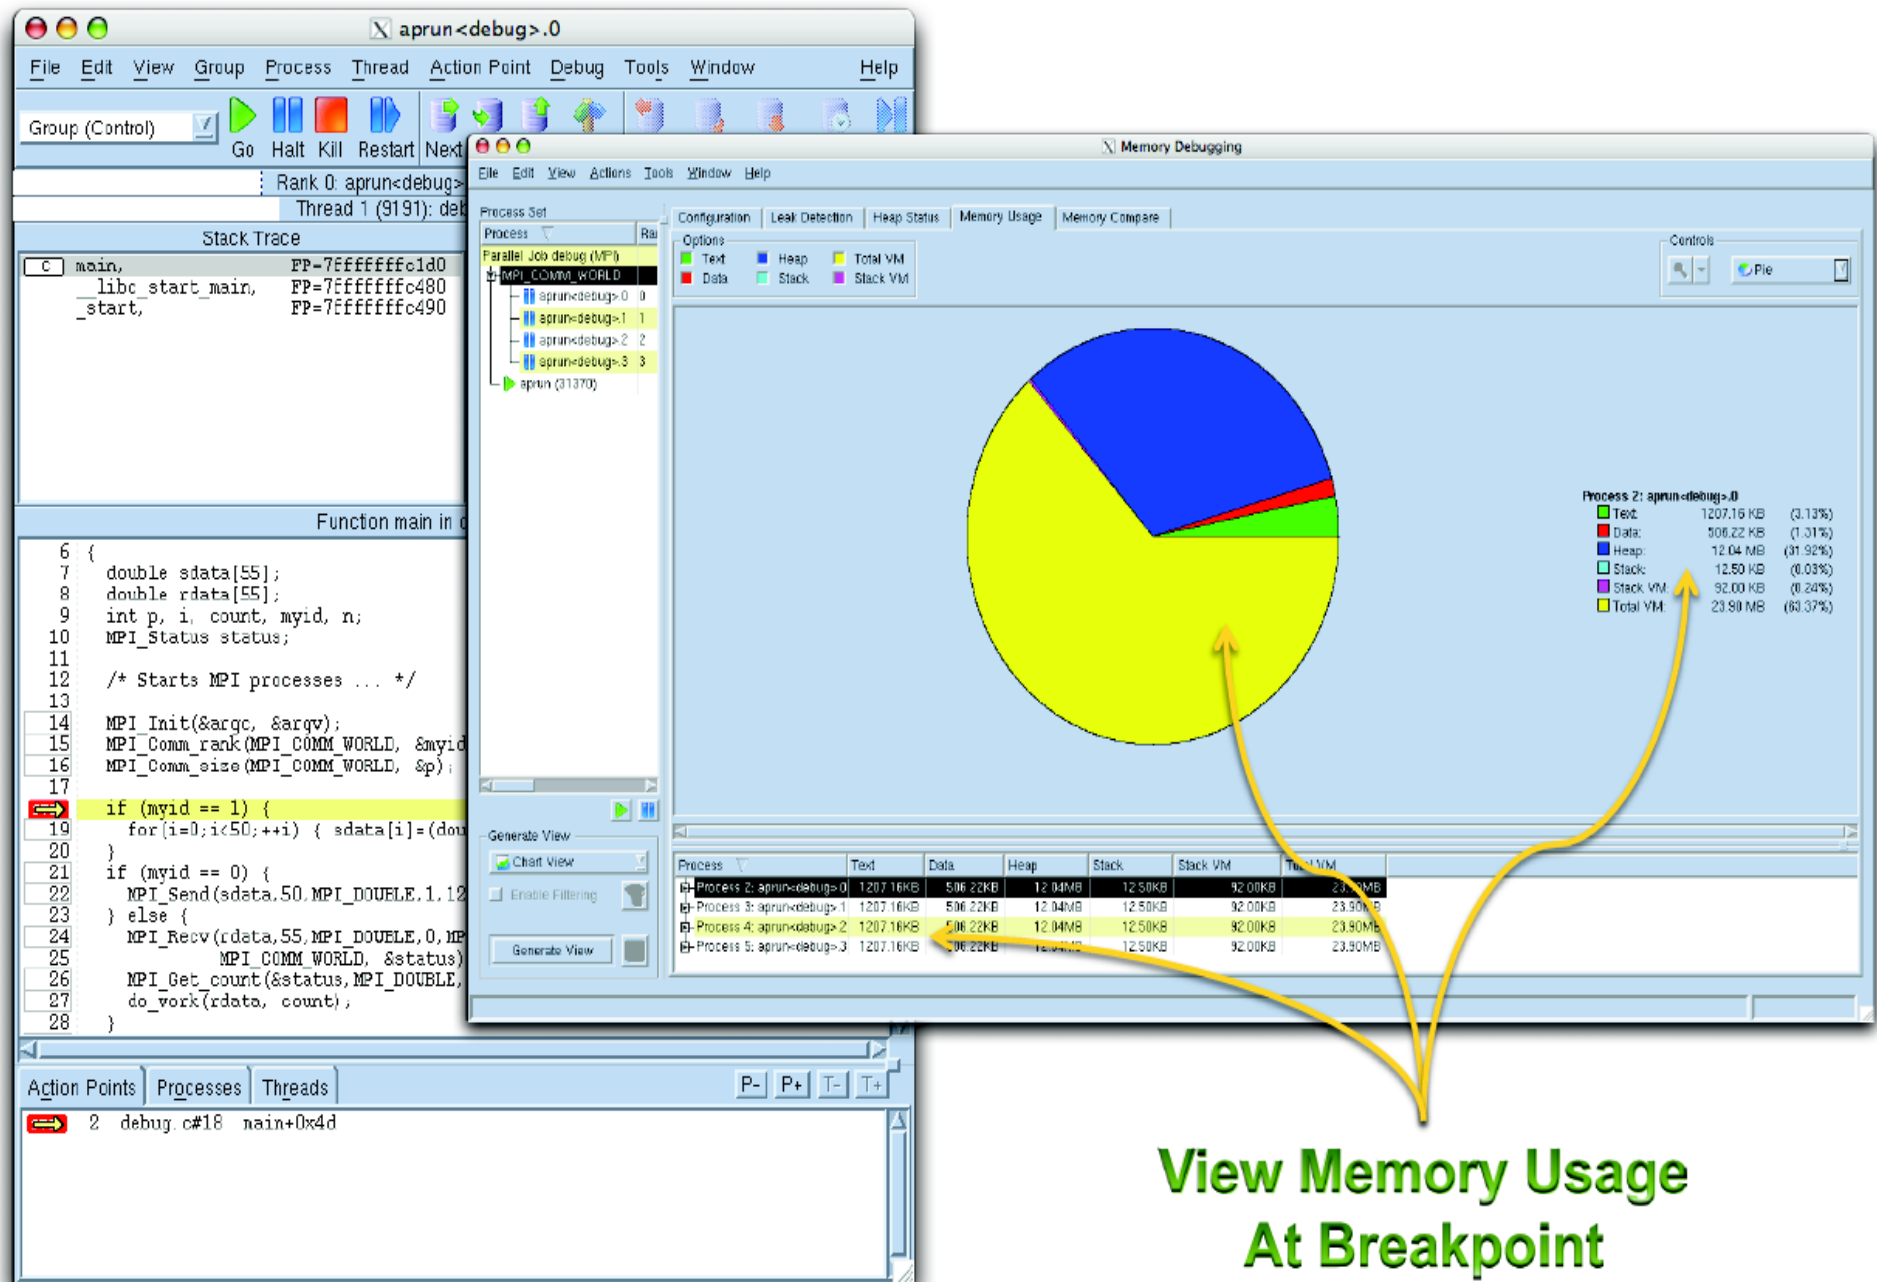 aprun<debug>.0
File Edit View Group Process Thread Action Point Debug Tools Window Help
Group (Control)
Go Halt Kill Restart Next
Rank 0: aprun<debug>
Thread 1 (9191): deb
Stack Trace
C main, FP=7fffffffc1d0
__libc_start_main, FP=7fffffffc480
_start, FP=7fffffffc490
Function main in
6 {
7 double sdata[55];
8 double rdata[55];
9 int p, i, count, myid, n;
10 MPI_Status status;
11
12 /* Starts MPI processes ... */
13
14 MPI_Init(&argc, &argv);
15 MPI_Comm_rank(MPI_COMM_WORLD, &myid
16 MPI_Comm_size(MPI_COMM_WORLD, &p);
17
if (myid == 1) {
19 for(i=0;i<50;++i) { sdata[i]=(dou
20 }
21 if (myid == 0) {
22 MPI_Send(sdata,50,MPI_DOUBLE,1,12
23 } else {
24 MPI_Recv(rdata,55,MPI_DOUBLE,0,MP
25 MPI_COMM_WORLD, &status)
26 MPI_Get_count(&status,MPI_DOUBLE,
27 do_work(rdata, count);
28 }
Action Points Processes Threads P- P+ T- T+
2 debug.c#18 main+0x4d
Memory Debugging
File Edit View Actions Tools Window Help
Process Set
Process Ra
Parallel Job debug (MPI)
MPI_COMM_WORLD
aprun<debug>.0 0
aprun<debug>.1 1
aprun<debug>.2 2
aprun<debug>.3 3
aprun (31370)
Generate View
Chart View
Enable Filtering
Generate View
Configuration Leak Detection Heap Status Memory Usage Memory Compare
Options
Text Heap Total VM
Data Stack Stack VM
Controls
Pie
Process 2: aprun<debug>.0
Text: 1207.16 KB (3.13%)
Data: 506.22 KB (1.31%)
Heap: 12.04 MB (31.92%)
Stack: 12.50 KB (0.03%)
Stack VM: 92.00 KB (0.24%)
Total VM: 23.90 MB (63.37%)
Process Text Data Heap Stack Stack VM Total VM
Process 2: aprun<debug>.0 1207.16KB 506.22KB 12.04MB 12.50KB 92.00KB 23.90MB
Process 3: aprun<debug>.1 1207.16KB 506.22KB 12.04MB 12.50KB 92.00KB 23.90MB
Process 4: aprun<debug>.2 1207.16KB 506.22KB 12.04MB 12.50KB 92.00KB 23.90MB
Process 5: aprun<debug>.3 1207.16KB 506.22KB 12.04MB 12.50KB 92.00KB 23.90MB
View Memory Usage
At Breakpoint